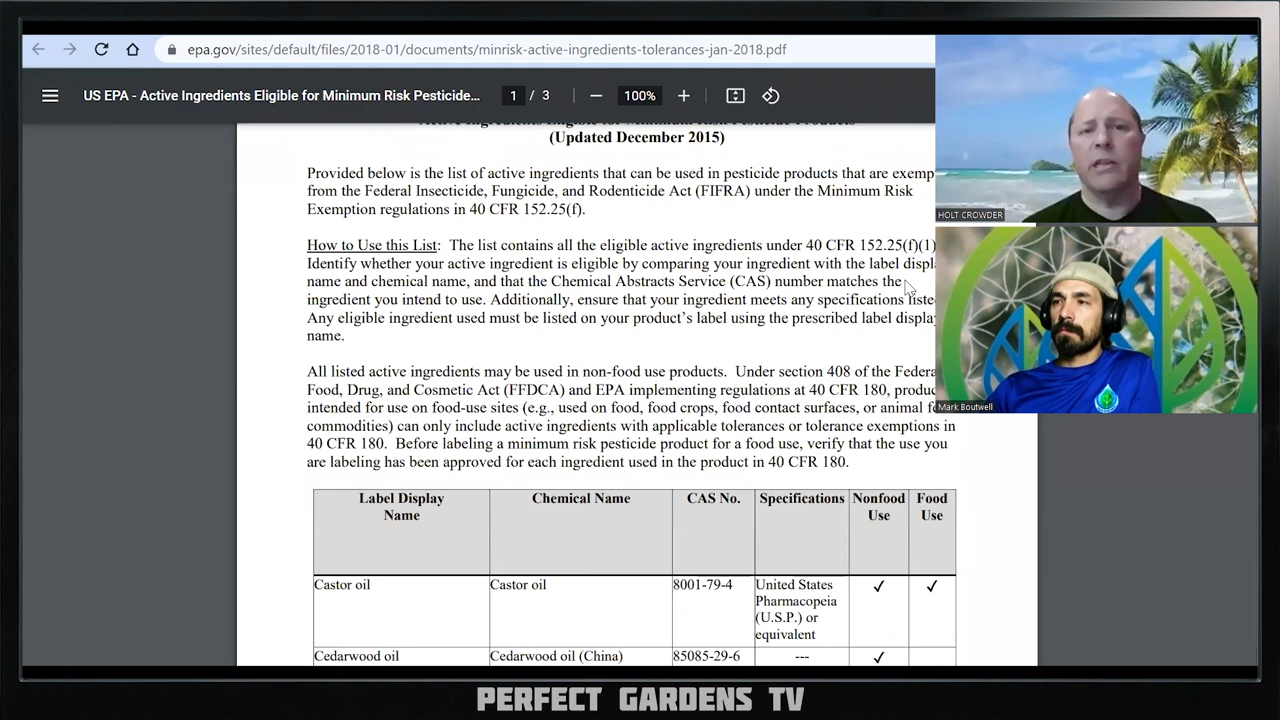 epa.gov/sites/default/files/2018-01/documents/minrisk-active-ingredients-tolerances-jan-2018.pdf
US EPA - Active Ingredients Eligible for Minimum Risk Pesticide...
1 / 3
100%
Active Ingredients Eligible for Minimum Risk Pesticide Products
(Updated December 2015)
Provided below is the list of active ingredients that can be used in pesticide products that are exemp
from the Federal Insecticide, Fungicide, and Rodenticide Act (FIFRA) under the Minimum Risk
Exemption regulations in 40 CFR 152.25(f).
How to Use this List: The list contains all the eligible active ingredients under 40 CFR 152.25(f)(1)
Identify whether your active ingredient is eligible by comparing your ingredient with the label displ
name and chemical name, and that the Chemical Abstracts Service (CAS) number matches the
ingredient you intend to use. Additionally, ensure that your ingredient meets any specifications liste
Any eligible ingredient used must be listed on your product's label using the prescribed label displa
name.
All listed active ingredients may be used in non-food use products. Under section 408 of the Federa
Food, Drug, and Cosmetic Act (FFDCA) and EPA implementing regulations at 40 CFR 180, produc
intended for use on food-use sites (e.g., used on food, food crops, food contact surfaces, or animal f
commodities) can only include active ingredients with applicable tolerances or tolerance exemptions in
40 CFR 180. Before labeling a minimum risk pesticide product for a food use, verify that the use you
are labeling has been approved for each ingredient used in the product in 40 CFR 180.
Label Display Name Chemical Name CAS No. Specifications Nonfood Use Food Use
Castor oil Castor oil 8001-79-4 United States Pharmacopeia (U.S.P.) or equivalent ✓ ✓
Cedarwood oil Cedarwood oil (China) 85085-29-6 --- ✓
HOLT CROWDER
Mark Boutwell
PERFECT GARDENS TV